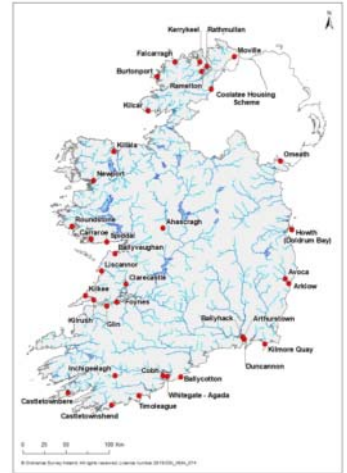 N
Kerrykeel
Rathmullan
Falcarragh
Moville
Burtonport
Ramelton
Coolatee Housing
Scheme
Kilcar
Killala
Omeath
Newport
Roundstone
Ahascragh
Howth
(Doldrum Bay)
Carraroe
Spiddal
Ballyvaughan
Liscannor
Clarecastle
Avoca
Arklow
Kilkee
Foynes
Kilrush
Glin
Ballyhack
Arthurstown
Kilmore Quay
Duncannon
Inchigeelagh
Cobh
Ballycotton
Whitegate - Agada
Castletownbere
Timoleague
Castletownshend
0 25 50 100 Km